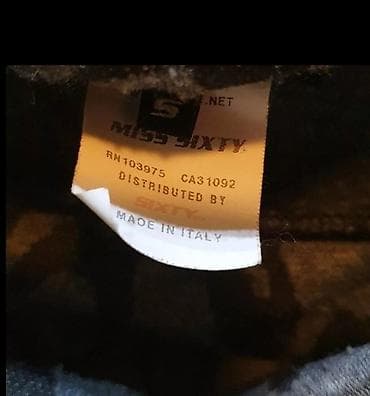 S
.NET
MISS SIXTY
RN103975 CA31092
DISTRIBUTED BY
SIXTY
MADE IN ITALY